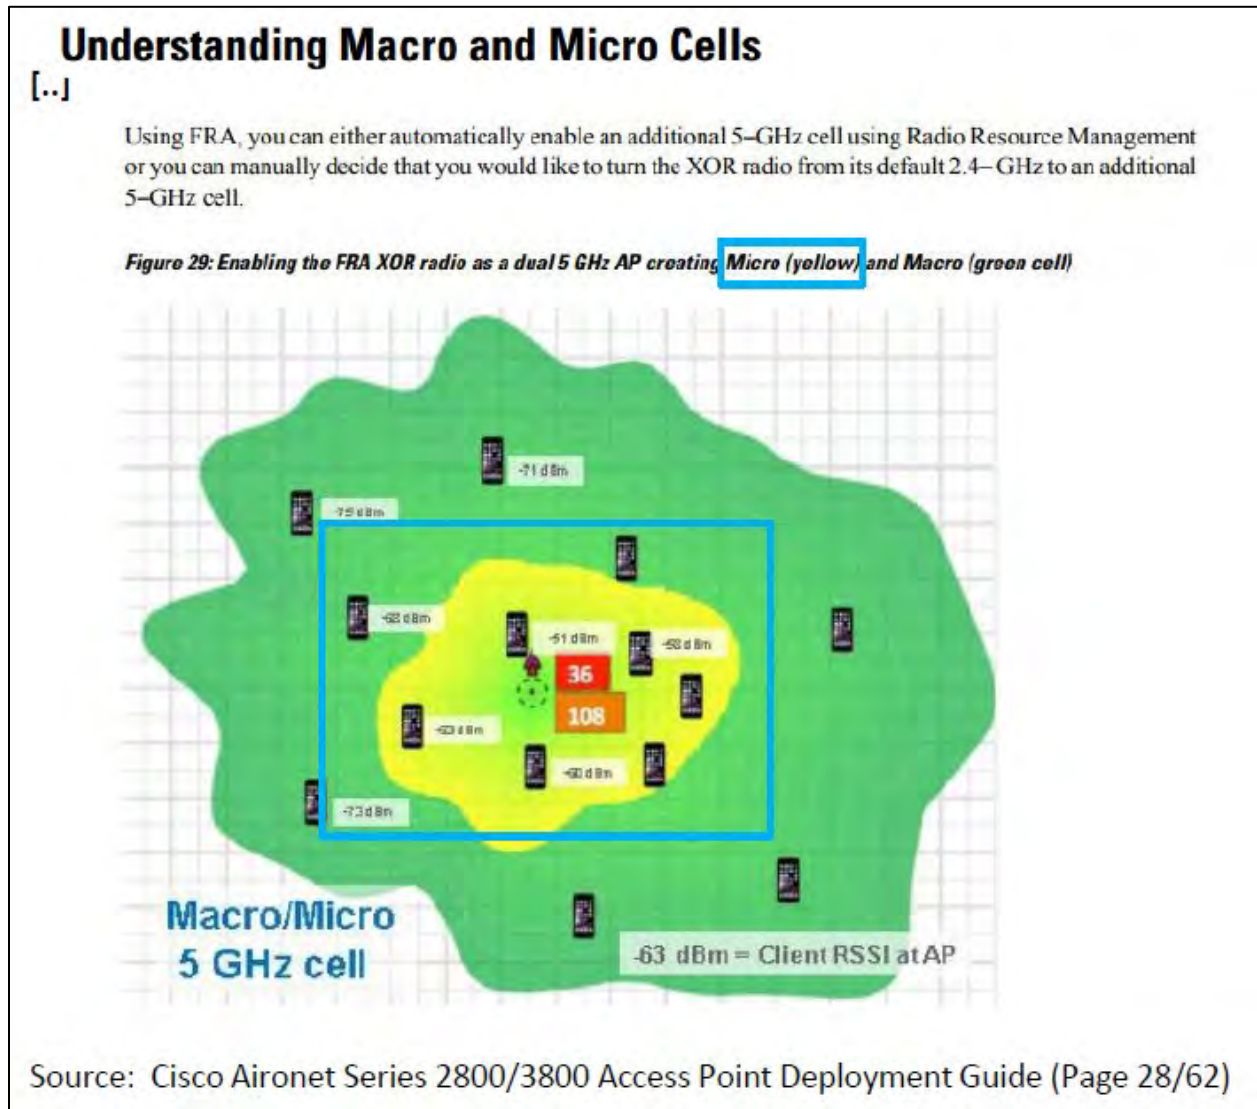 Understanding Macro and Micro Cells
[..]
Using FRA, you can either automatically enable an additional 5–GHz cell using Radio Resource Management
or you can manually decide that you would like to turn the XOR radio from its default 2.4– GHz to an additional
5–GHz cell.
Figure 29: Enabling the FRA XOR radio as a dual 5 GHz AP creating Micro (yellow) and Macro (green cell)
-71 dBm
-75 dBm
-68 dBm
-51 dBm
-58 dBm
36
108
-63 dBm
-60 dBm
-73 dBm
Macro/Micro
5 GHz cell
-63 dBm = Client RSSI at AP
Source: Cisco Aironet Series 2800/3800 Access Point Deployment Guide (Page 28/62)